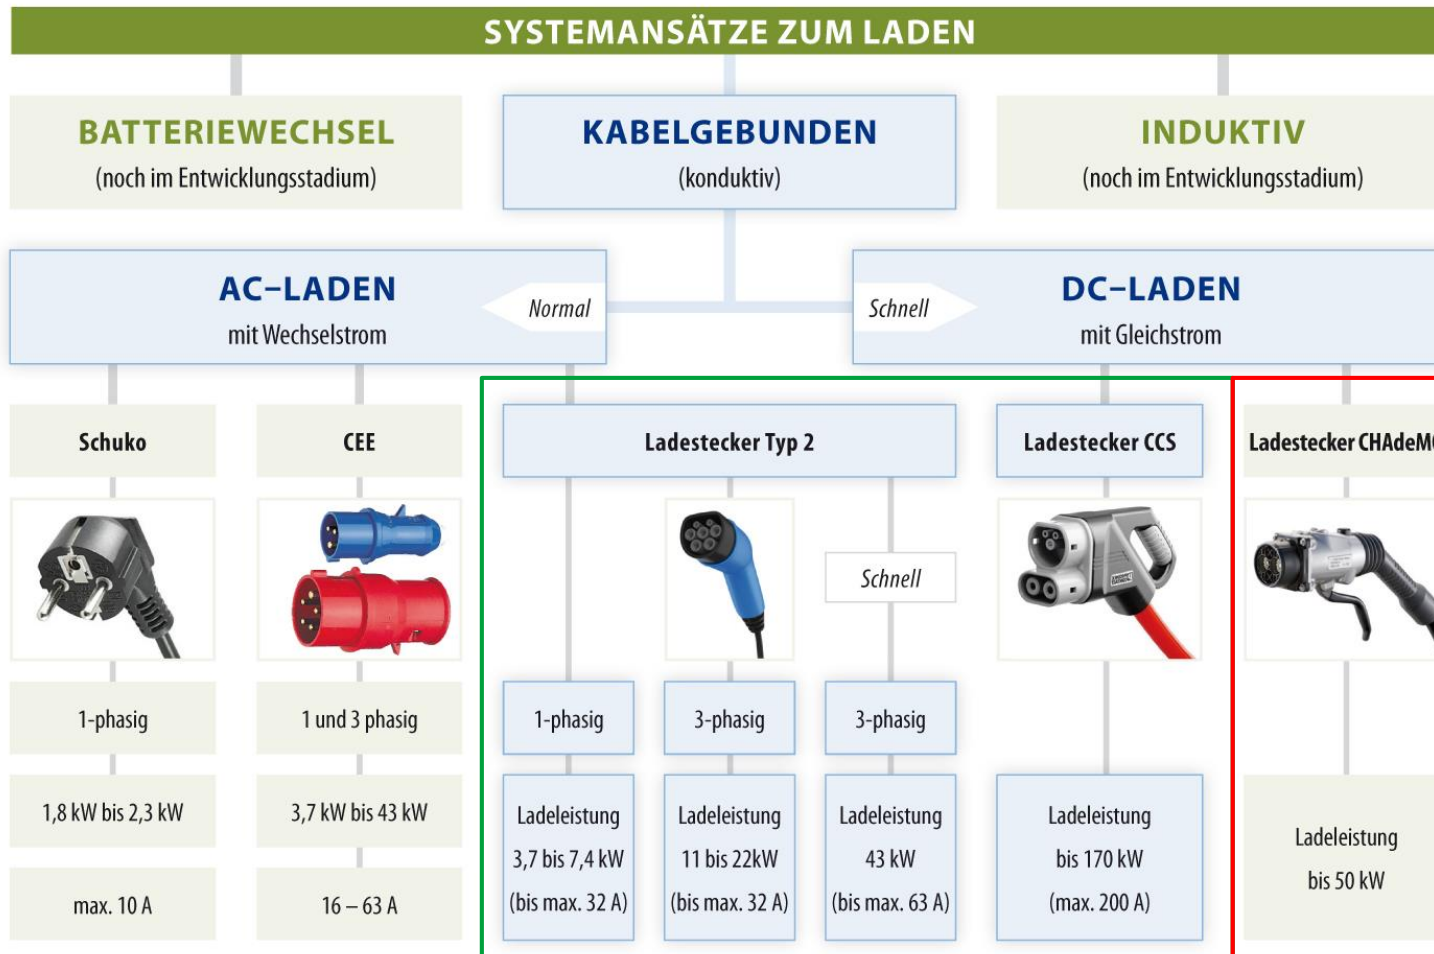 SYSTEMANSÄTZE ZUM LADEN
BATTERIEWECHSEL
(noch im Entwicklungsstadium)
KABELGEBUNDEN
(konduktiv)
INDUKTIV
(noch im Entwicklungsstadium)
AC–LADEN
mit Wechselstrom
Normal
Schnell
DC–LADEN
mit Gleichstrom
Schuko
CEE
Ladestecker Typ 2
Ladestecker CCS
Ladestecker CHAdeMO
Schnell
1-phasig
1 und 3 phasig
1-phasig
3-phasig
3-phasig
1,8 kW bis 2,3 kW
3,7 kW bis 43 kW
Ladeleistung
3,7 bis 7,4 kW
(bis max. 32 A)
Ladeleistung
11 bis 22kW
(bis max. 32 A)
Ladeleistung
43 kW
(bis max. 63 A)
Ladeleistung
bis 170 kW
(max. 200 A)
Ladeleistung
bis 50 kW
max. 10 A
16 – 63 A